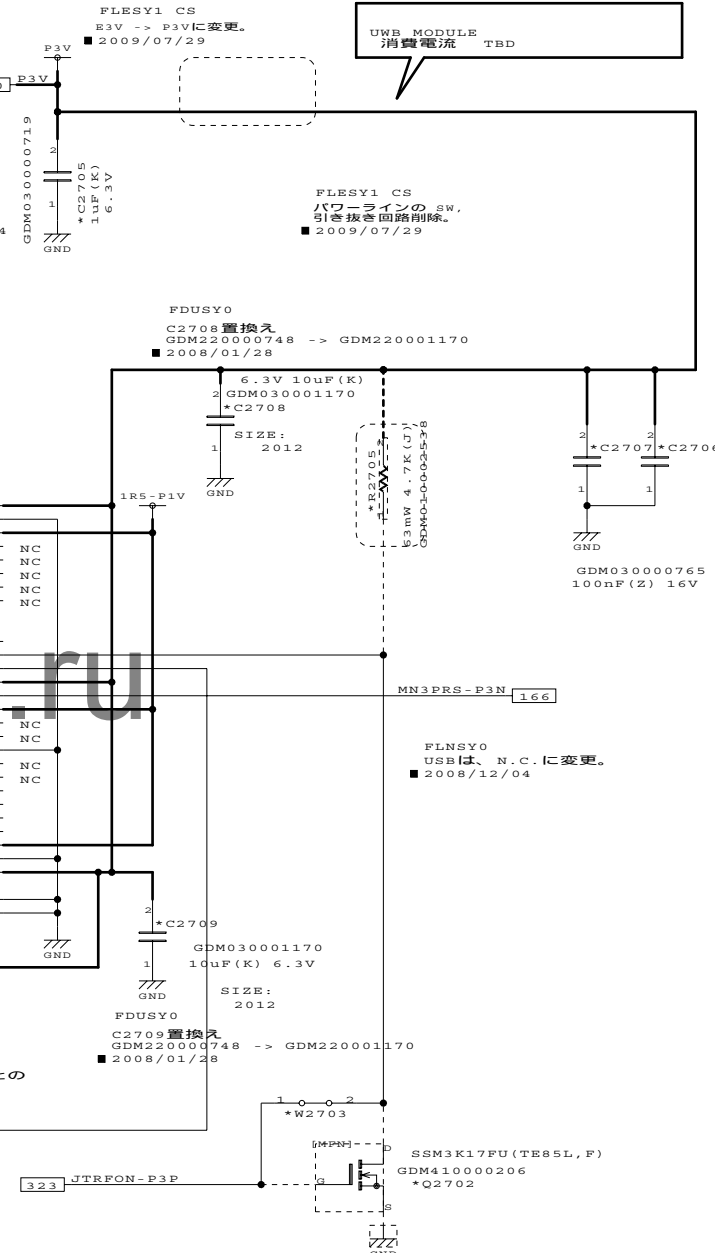 FLESY1 CS
E3V -> P3Vに変更。
■ 2009/07/29
P3V
P3V
UWB MODULE
消費電流 TBD
GDM030000719
2
1
*C2705
1uF(K)
6.3V
GND
4
FLESY1 CS
パワーラインの SW,
引き抜き回路削除。
■ 2009/07/29
FDUSY0
C2708置換え
GDM220000748 -> GDM220001170
■ 2008/01/28
6.3V 10uF(K)
2 GDM030001170
*C2708
SIZE:
1 2012
GND
*R2705
63mW 4.7K(J)
2 *C2707 2 *C2706
1 1
GND
GDM030000765
100nF(Z) 16V
1R5-P1V
NC
NC
NC
NC
NC
.ru
MN3PRS-P3N 166
NC
NC
NC
NC
FLNSY0
USBは、N.C.に変更。
■ 2008/12/04
2
*C2709
GDM030001170
1 10uF(K) 6.3V
GND
GND
SIZE:
2012
FDUSY0
C2709置換え
GDM220000748 -> GDM220001170
■ 2008/01/28
との
1 2
*W2703
[MPN]
D
SSM3K17FU(TE85L,F)
GDM410000206
*Q2702
G
S
323 JTRFON-P3P
GND